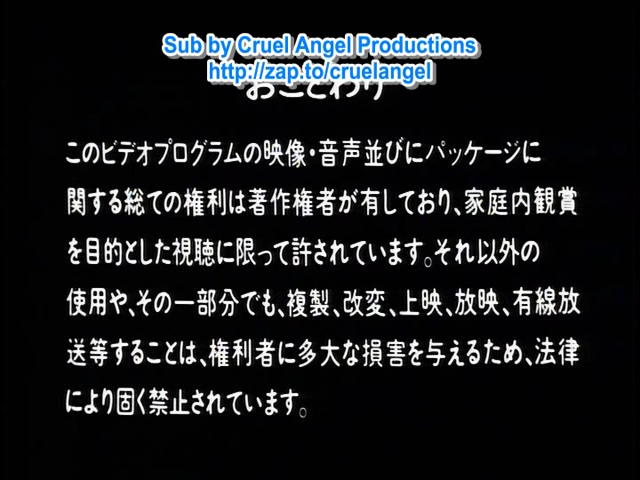 Sub by Cruel Angel Productions
http://zap.to/cruelangel
おことわり
このビデオプログラムの映像・音声並びにパッケージに
関する総ての権利は著作権者が有しており、家庭内観賞
を目的とした視聴に限って許されています。それ以外の
使用や、その一部分でも、複製、改変、上映、放映、有線放
送等することは、権利者に多大な損害を与えるため、法律
により固く禁止されています。